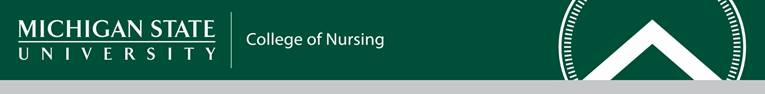 MICHIGAN STATE
UNIVERSITY
College of Nursing